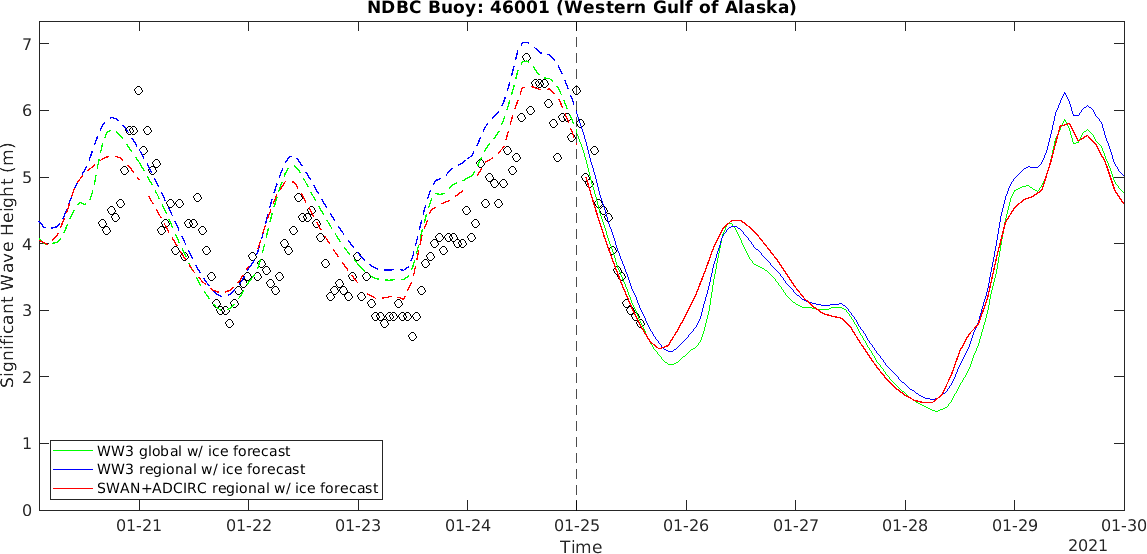 NDBC Buoy: 46001 (Western Gulf of Alaska)
Significant Wave Height (m)
7
6
5
4
3
2
1
0
WW3 global w/ ice forecast
WW3 regional w/ ice forecast
SWAN+ADCIRC regional w/ ice forecast
01-21 01-22 01-23 01-24 01-25 01-26 01-27 01-28 01-29 01-30
Time
2021